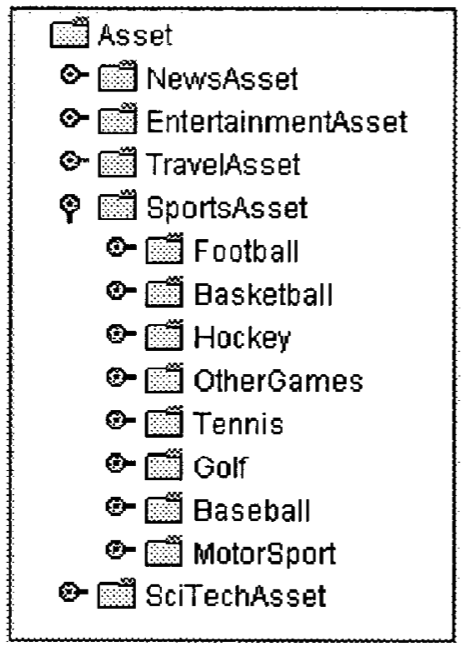 Asset
NewsAsset
EntertainmentAsset
TravelAsset
SportsAsset
Football
Basketball
Hockey
OtherGames
Tennis
Golf
Baseball
MotorSport
SciTechAsset